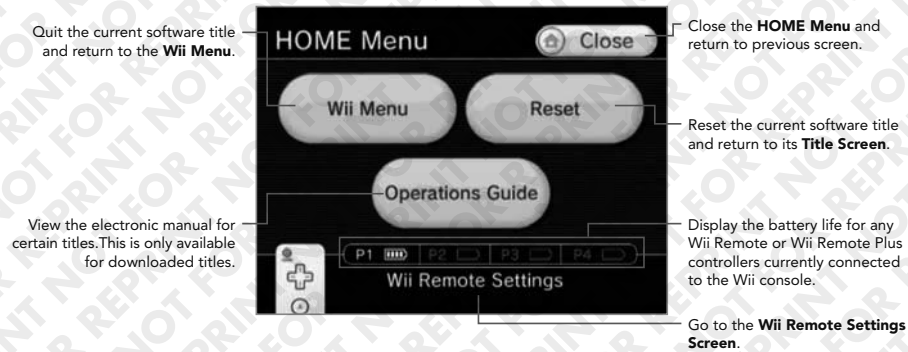 Quit the current software title
and return to the Wii Menu.
HOME Menu
Close
Close the HOME Menu and
return to previous screen.
Wii Menu
Reset
Reset the current software title
and return to its Title Screen.
Operations Guide
View the electronic manual for
certain titles.This is only available
for downloaded titles.
P1 P2 P3 P4
Display the battery life for any
Wii Remote or Wii Remote Plus
controllers currently connected
to the Wii console.
Wii Remote Settings
Go to the Wii Remote Settings
Screen.